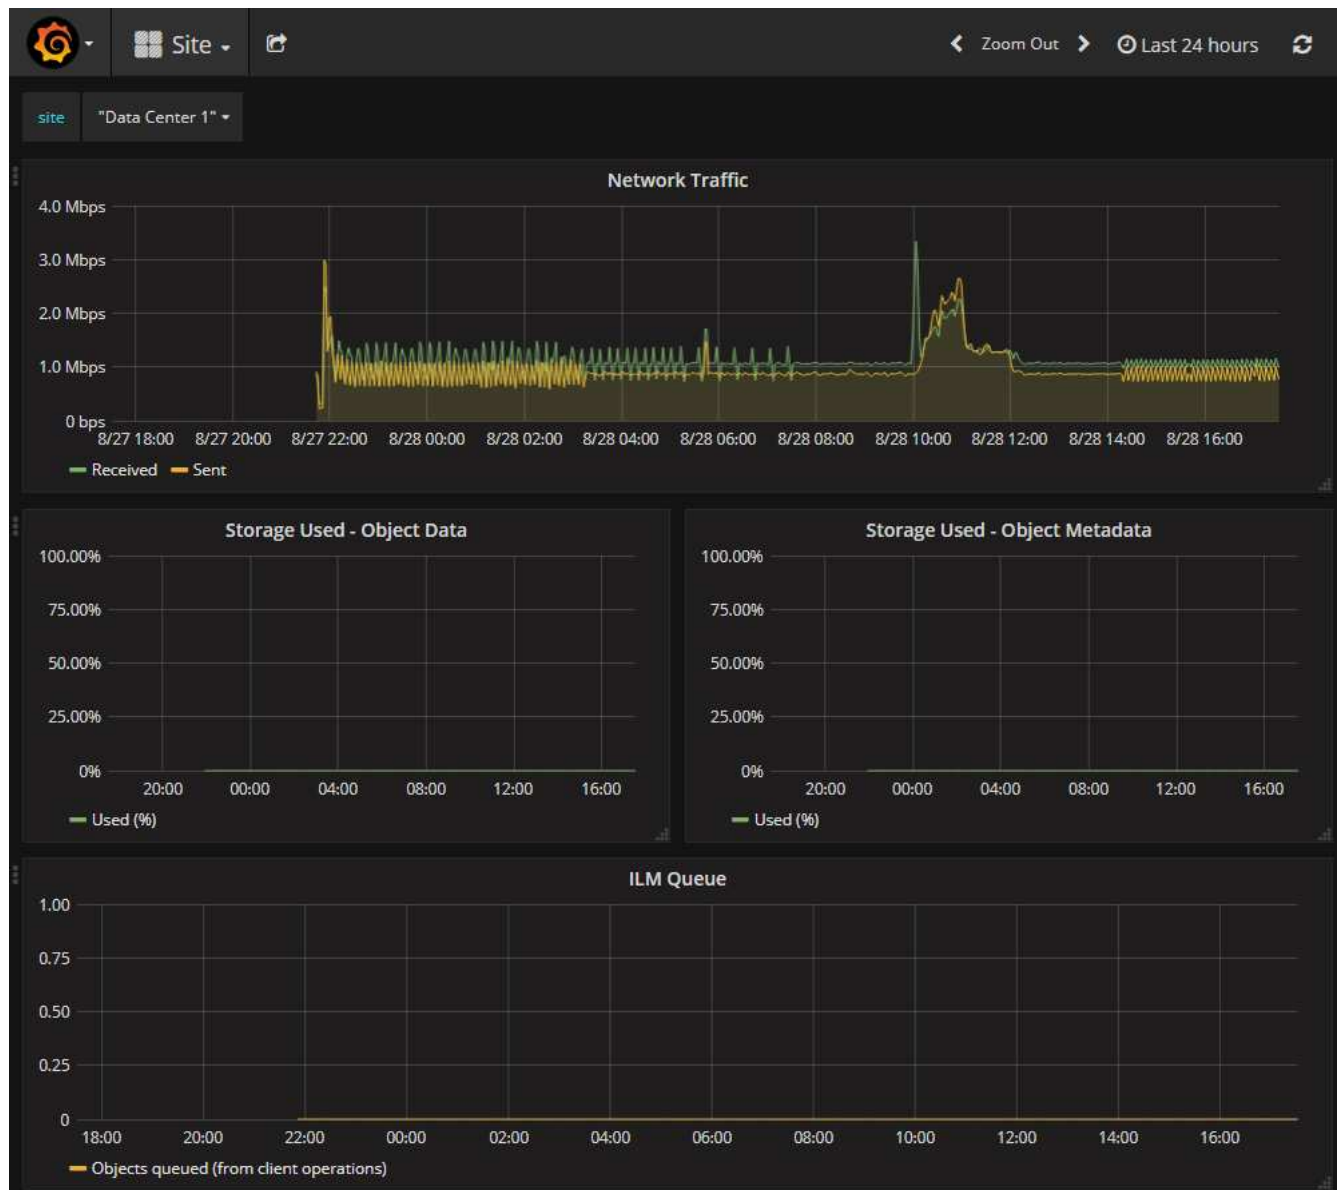 Site Zoom Out Last 24 hours
site "Data Center 1"
Network Traffic
4.0 Mbps
3.0 Mbps
2.0 Mbps
1.0 Mbps
0 bps
8/27 18:00 8/27 20:00 8/27 22:00 8/28 00:00 8/28 02:00 8/28 04:00 8/28 06:00 8/28 08:00 8/28 10:00 8/28 12:00 8/28 14:00 8/28 16:00
Received Sent
Storage Used - Object Data
100.00%
75.00%
50.00%
25.00%
0%
20:00 00:00 04:00 08:00 12:00 16:00
Used (%)
Storage Used - Object Metadata
100.00%
75.00%
50.00%
25.00%
0%
20:00 00:00 04:00 08:00 12:00 16:00
Used (%)
ILM Queue
1.00
0.75
0.50
0.25
0
18:00 20:00 22:00 00:00 02:00 04:00 06:00 08:00 10:00 12:00 14:00 16:00
Objects queued (from client operations)